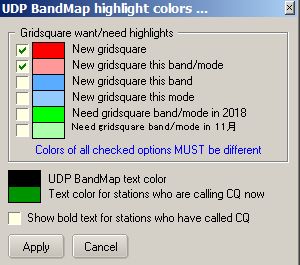 UDP BandMap highlight colors ...
Gridsquare want/need highlights
New gridsquare
New gridsquare this band/mode
New gridsquare this band
New gridsquare this mode
Need gridsquare band/mode in 2018
Need gridsquare band/mode in 11月
Colors of all checked options MUST be different
UDP BandMap text color
Text color for stations who are calling CQ now
Show bold text for stations who have called CQ
Apply Cancel